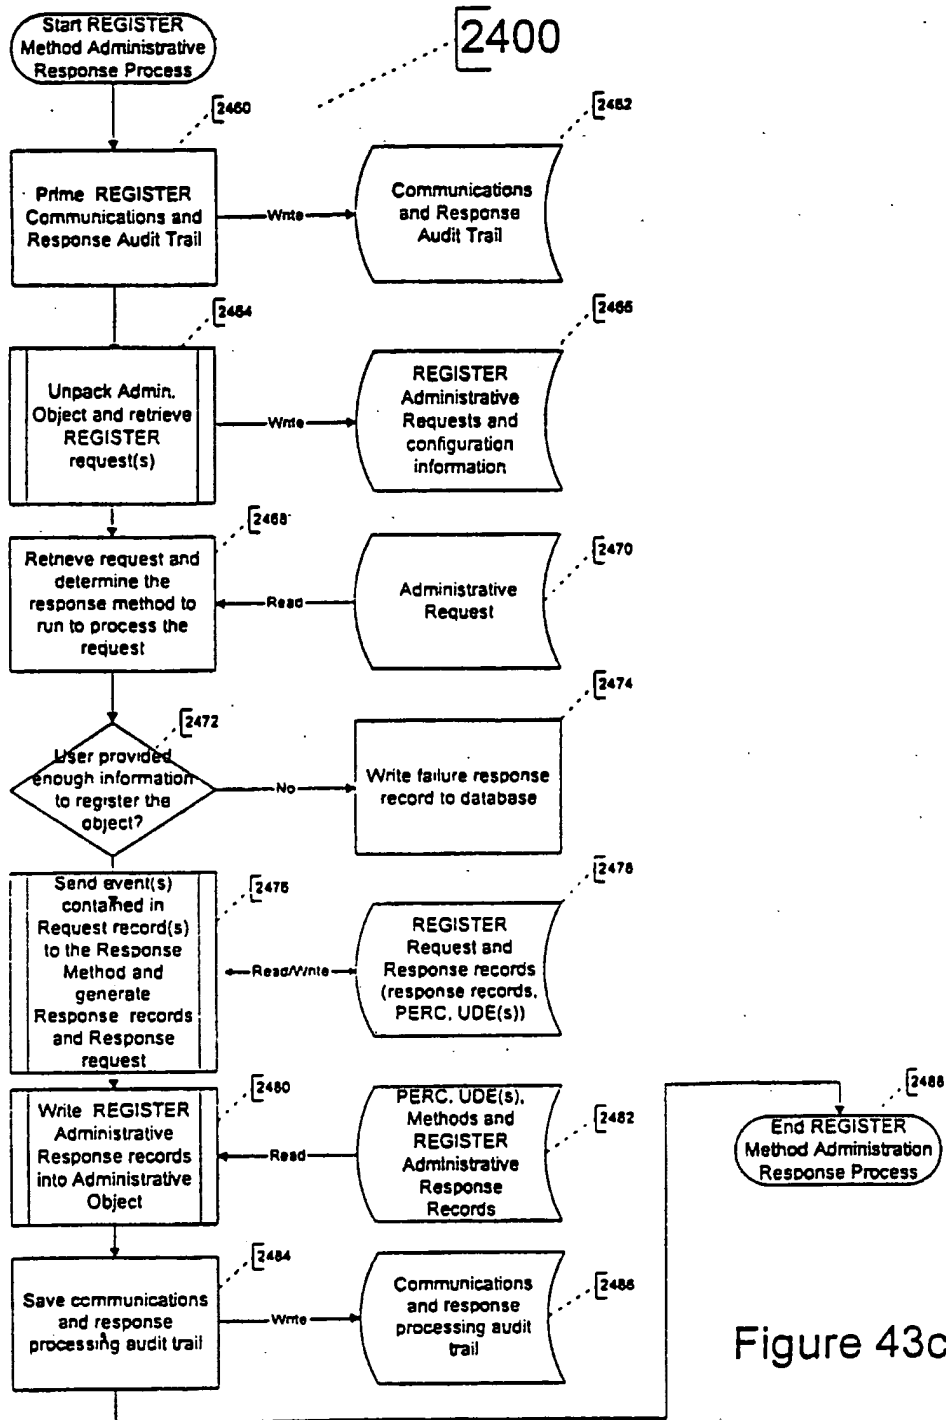 Start REGISTER
Method Administrative
Response Process
2400
2460
2462
Prime REGISTER
Communications and
Response Audit Trail
Write
Communications
and Response
Audit Trail
2464
2466
Unpack Admin.
Object and retrieve
REGISTER
request(s)
Write
REGISTER
Administrative
Requests and
configuration
information
2468
2470
Retrieve request and
determine the
response method to
run to process the
request
Read
Administrative
Request
2472
2474
User provided
enough information
to register the
object?
No
Write failure response
record to database
2476
2478
Send event(s)
contained in
Request record(s)
to the Response
Method and
generate
Response records
and Response
request
Read/Write
REGISTER
Request and
Response records
(response records,
PERC, UDE(s))
2480
2482
Write REGISTER
Administrative
Response records
into Administrative
Object
Read
PERC, UDE(s),
Methods and
REGISTER
Administrative
Response
Records
2488
End REGISTER
Method Administration
Response Process
2484
2486
Save communications
and response
processing audit trail
Write
Communications
and response
processing audit
trail
Figure 43c